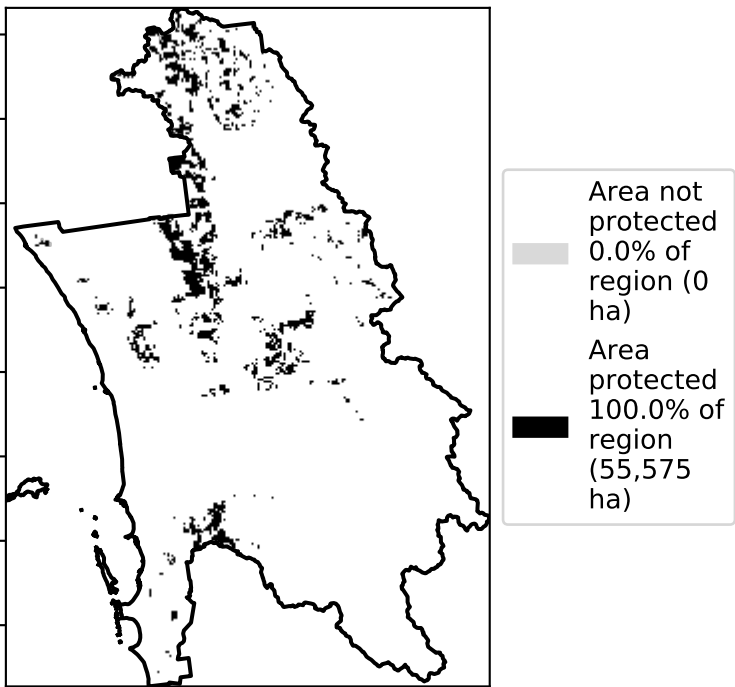 Area not
protected
0.0% of
region (0
ha)
Area
protected
100.0% of
region
(55,575
ha)